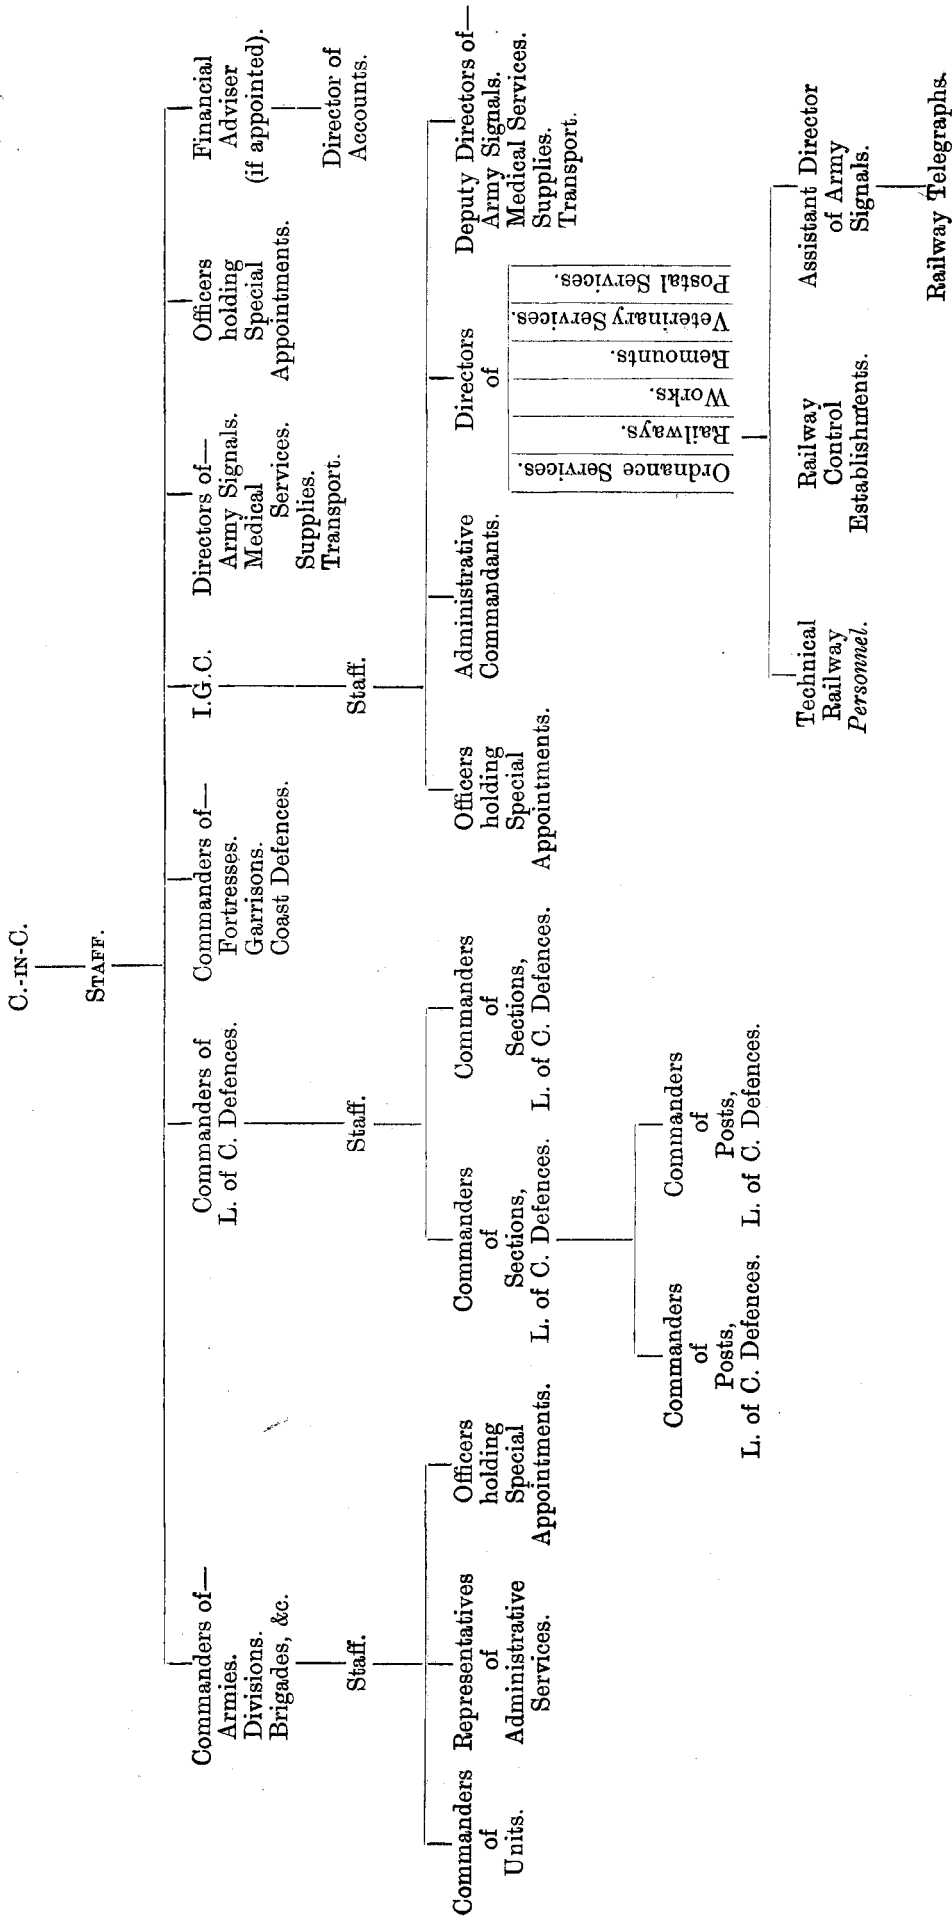 C.-IN-C.
STAFF.
Commanders of—
Armies.
Divisions.
Brigades, &c.
Commanders of
L. of C. Defences.
Commanders of—
Fortresses.
Garrisons.
Coast Defences.
I.G.C.
Directors of—
Army Signals.
Medical
Services.
Supplies.
Transport.
Officers
holding
Special
Appointments.
Financial
Adviser
(if appointed).
Director of
Accounts.
Staff.
Staff.
Staff.
Commanders
of
Units.
Representatives
of
Administrative
Services.
Officers
holding
Special
Appointments.
Commanders
of
Sections,
L. of C. Defences.
Commanders
of
Sections,
L. of C. Defences.
Officers
holding
Special
Appointments.
Administrative
Commandants.
Directors
of
Ordnance Services.
Railways.
Works.
Remounts.
Veterinary Services.
Postal Services.
Deputy Directors of—
Army Signals.
Medical Services.
Supplies.
Transport.
Commanders
of
Posts,
L. of C. Defences.
Commanders
of
Posts,
L. of C. Defences.
Technical
Railway
Personnel.
Railway
Control
Establishments.
Assistant Director
of Army
Signals.
Railway Telegraphs.